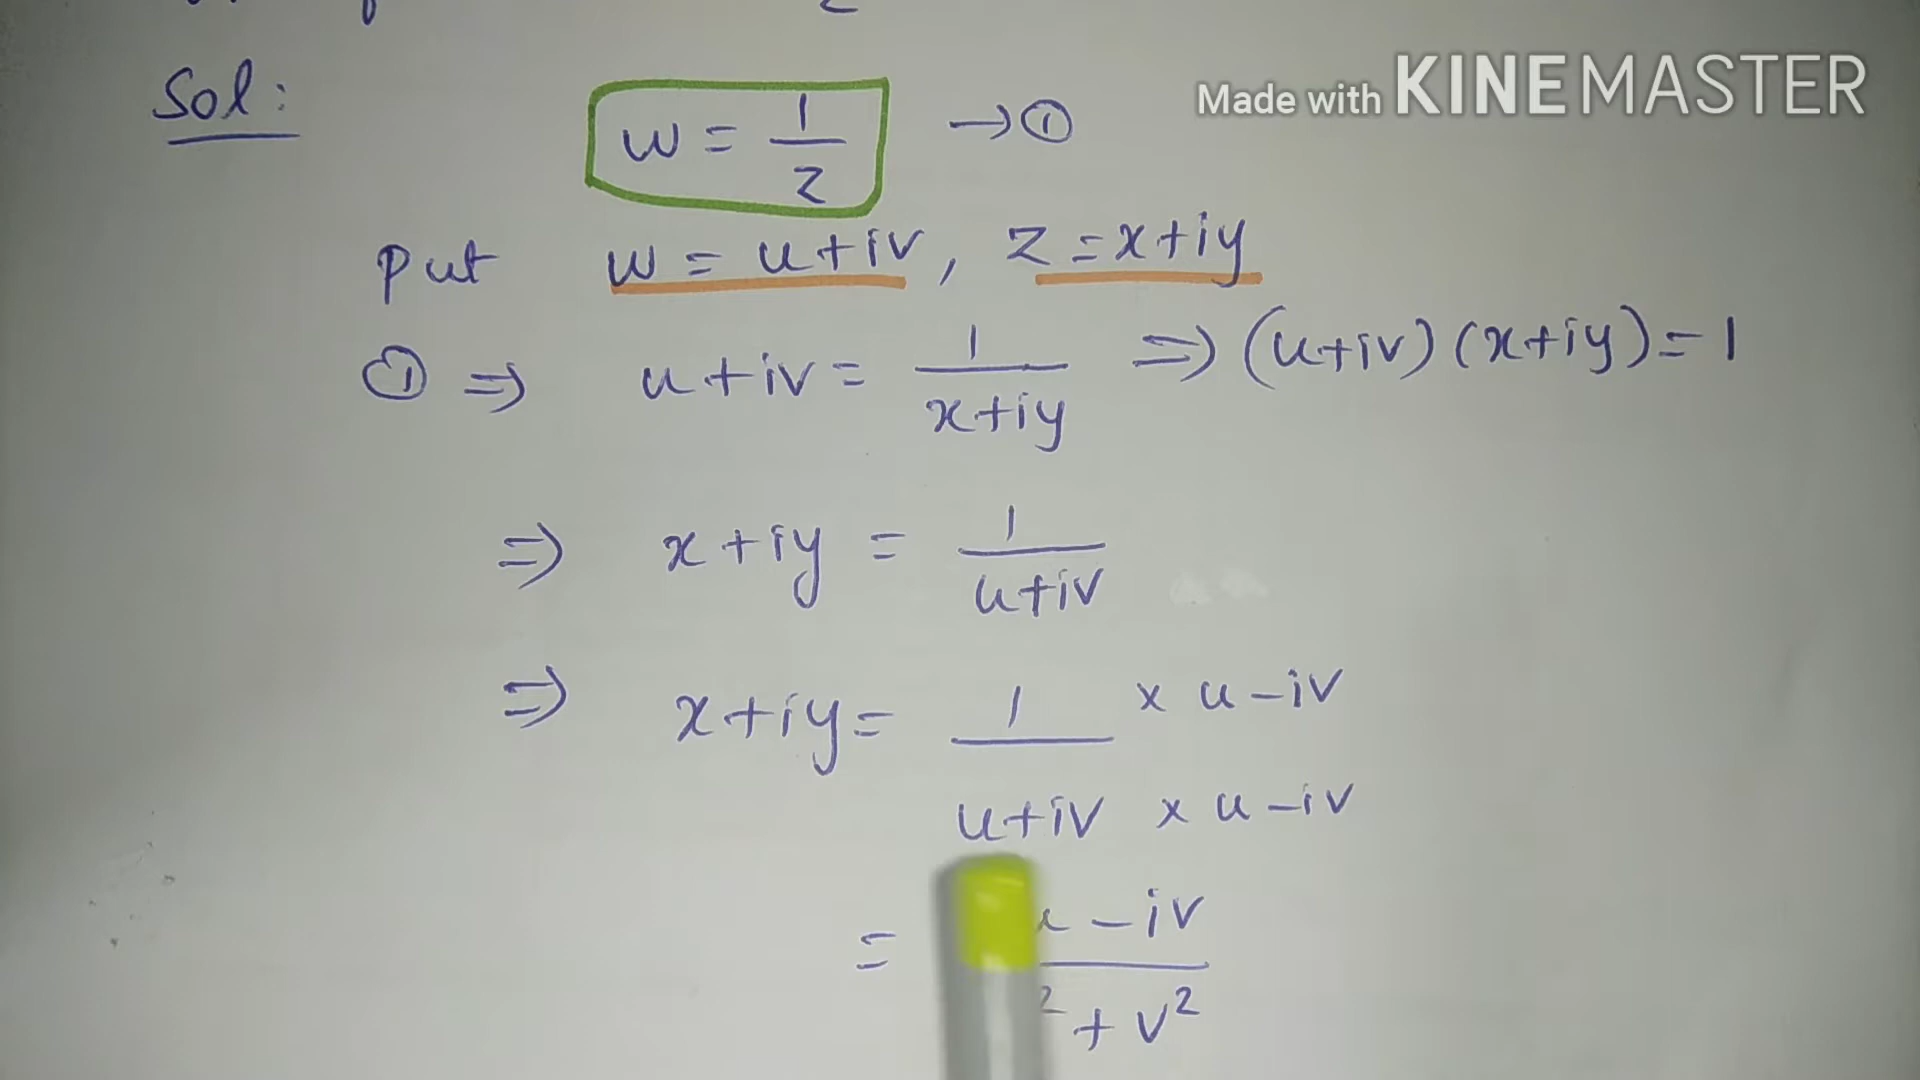 Sol:
Made with KINEMASTER
w = 1/z → ①
put w = u+iv, z = x+iy
① ⇒ u+iv = 1/(x+iy) ⇒ (u+iv)(x+iy) = 1
⇒ x+iy = 1/(u+iv)
⇒ x+iy = 1/(u+iv) × u-iv / × u-iv
= -iv / ² + v²